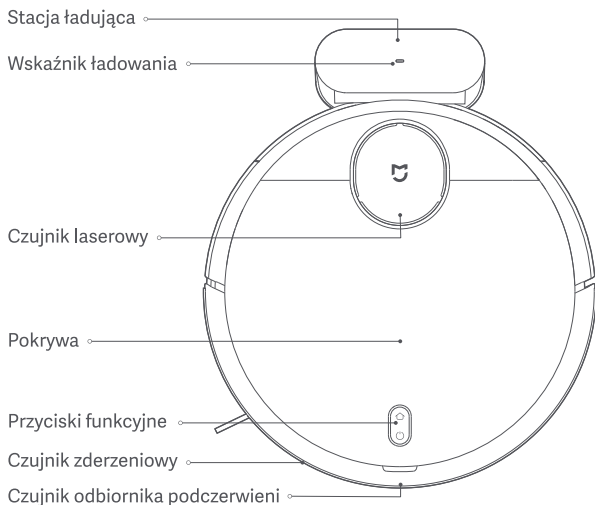 Stacja ładująca
Wskaźnik ładowania
Czujnik laserowy
Pokrywa
Przyciski funkcyjne
Czujnik zderzeniowy
Czujnik odbiornika podczerwieni